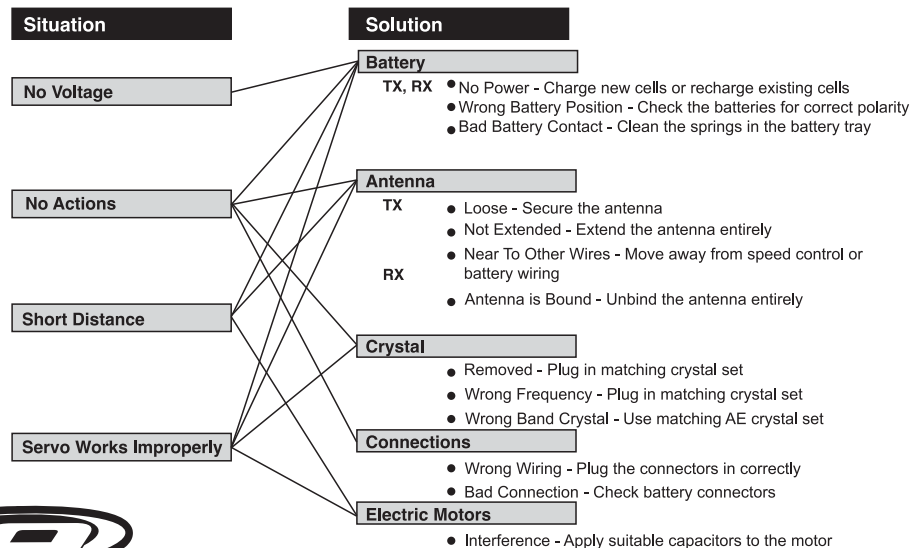 Situation
Solution
No Voltage
No Actions
Short Distance
Servo Works Improperly
Battery
TX, RX
● No Power - Charge new cells or recharge existing cells
● Wrong Battery Position - Check the batteries for correct polarity
● Bad Battery Contact - Clean the springs in the battery tray
Antenna
TX
● Loose - Secure the antenna
● Not Extended - Extend the antenna entirely
● Near To Other Wires - Move away from speed control or
battery wiring
RX
● Antenna is Bound - Unbind the antenna entirely
Crystal
● Removed - Plug in matching crystal set
● Wrong Frequency - Plug in matching crystal set
● Wrong Band Crystal - Use matching AE crystal set
Connections
● Wrong Wiring - Plug the connectors in correctly
● Bad Connection - Check battery connectors
Electric Motors
● Interference - Apply suitable capacitors to the motor